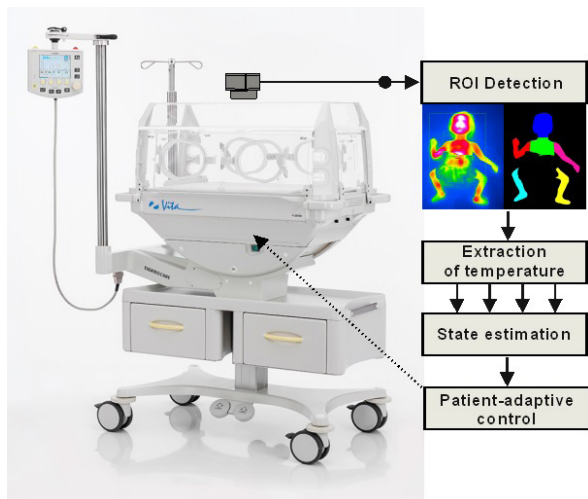 ROI Detection
Vita
Extraction
of temperature
State estimation
Patient-adaptive
control